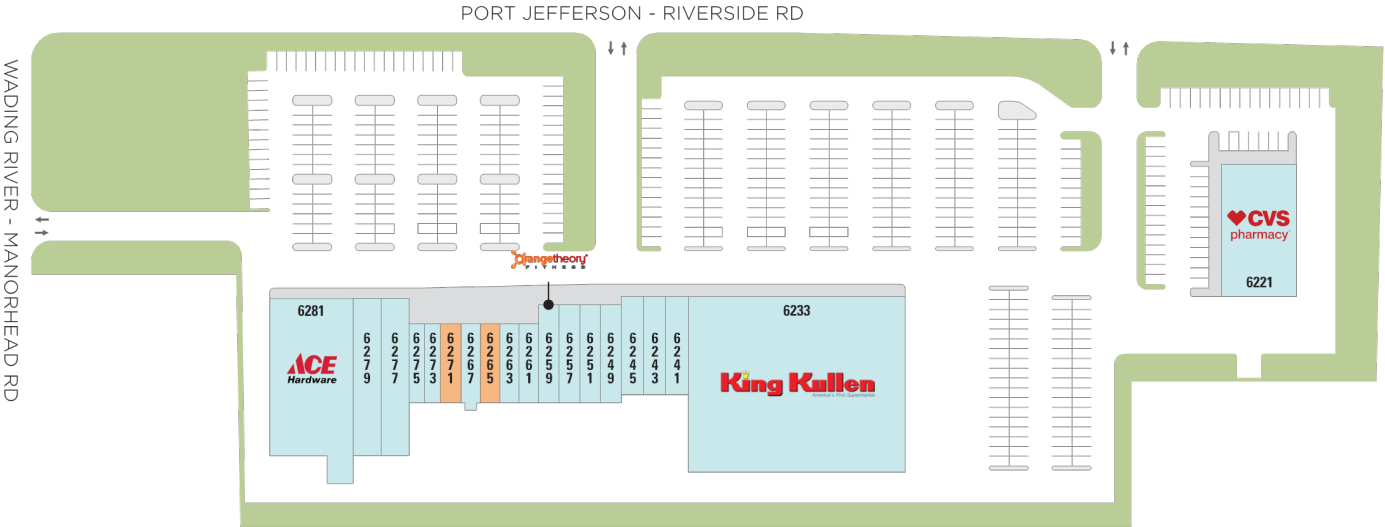 PORT JEFFERSON - RIVERSIDE RD
WADING RIVER - MANORHEAD RD
CVS
pharmacy
6221
Orangetheory
FITNESS
6281
ACE
Hardware
6279
6277
6275
6273
6271
6267
6265
6263
6261
6259
6257
6251
6249
6245
6243
6241
6233
King Kullen
America's First Supermarket